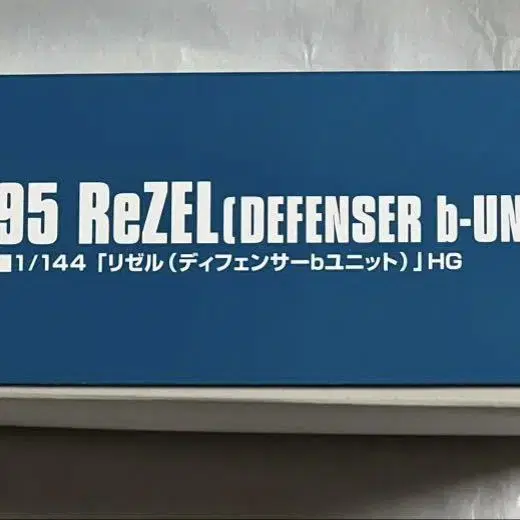 95 ReZEL(DEFENSER b-UN
■1/144「リゼル(ディフェンサーbユニット)」HG